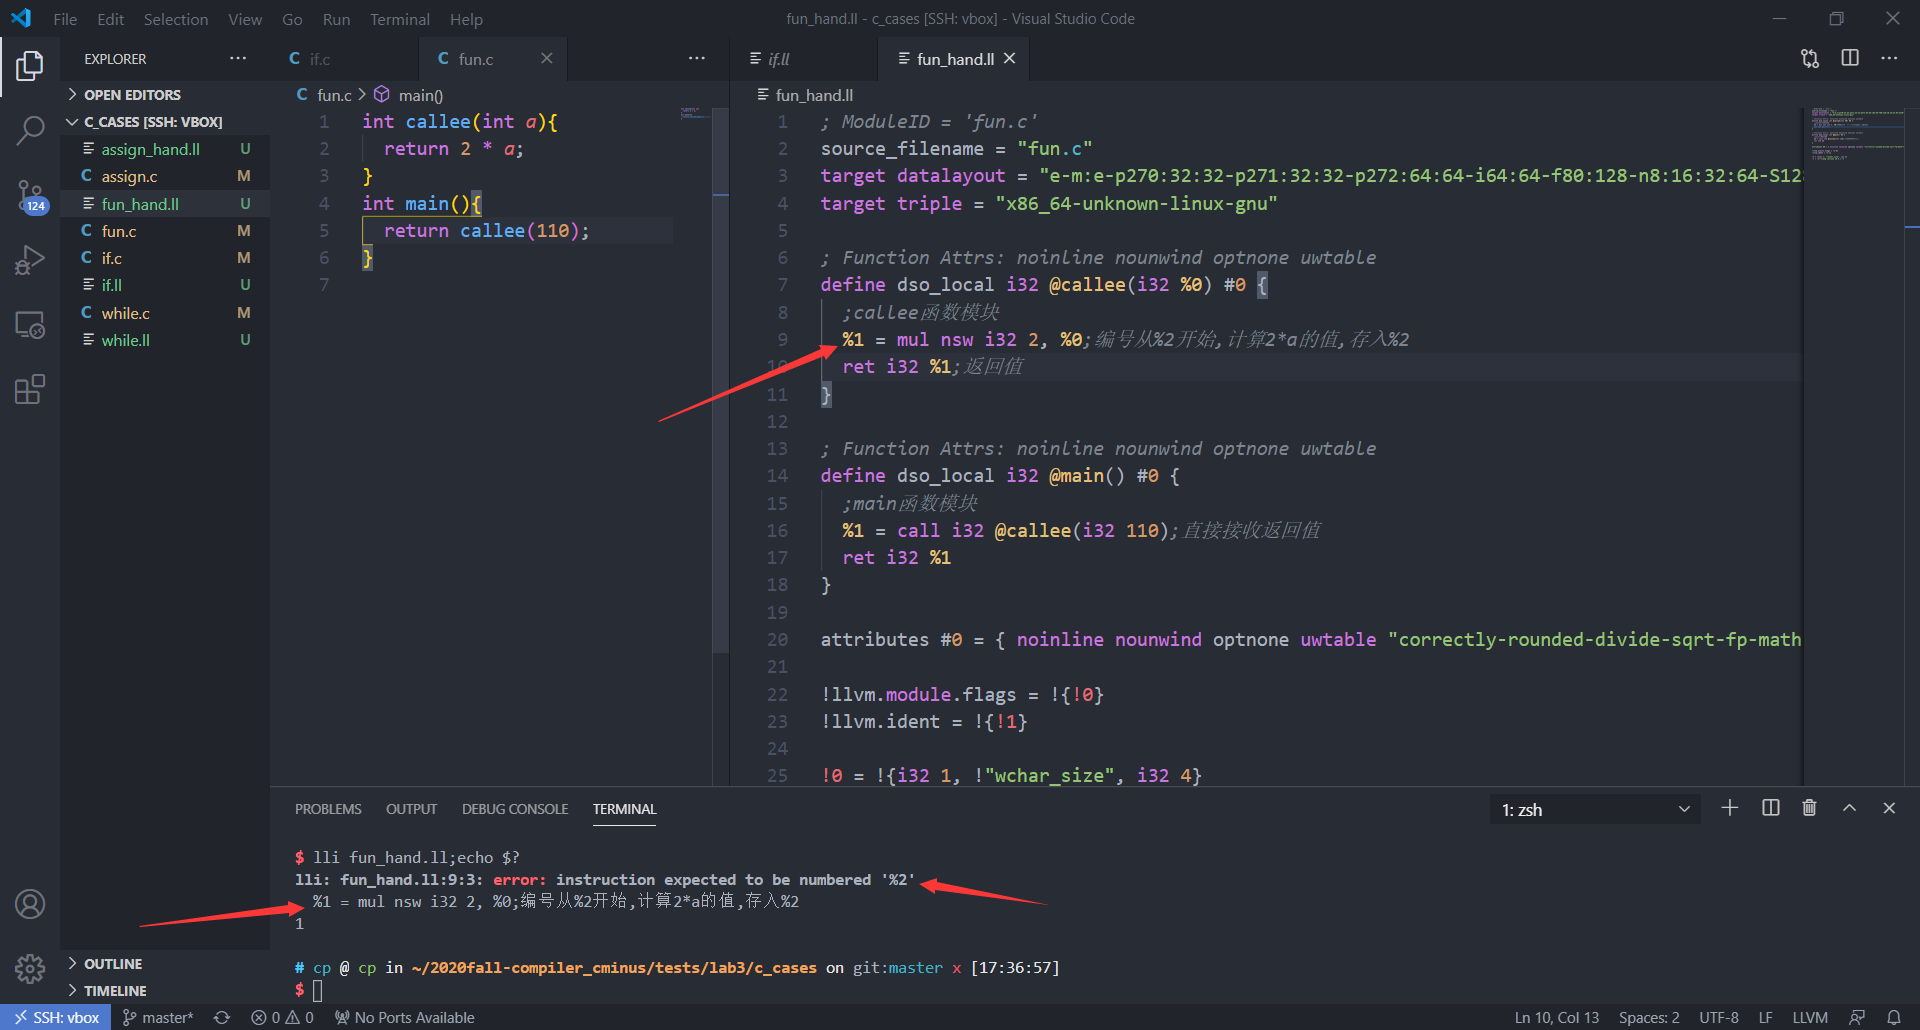 File Edit Selection View Go Run Terminal Help
fun_hand.ll - c_cases [SSH: vbox] - Visual Studio Code
EXPLORER
OPEN EDITORS
C_CASES [SSH: VBOX]
assign_hand.ll U
assign.c M
fun_hand.ll U
fun.c M
if.c M
if.ll U
while.c M
while.ll U
124
OUTLINE
TIMELINE
C if.c
C fun.c
C fun.c > main()
1 int callee(int a){
2 return 2 * a;
3 }
4 int main(){
5 return callee(110);
6 }
7
if.ll
fun_hand.ll
fun_hand.ll
1 ; ModuleID = 'fun.c'
2 source_filename = "fun.c"
3 target datalayout = "e-m:e-p270:32:32-p271:32:32-p272:64:64-i64:64-f80:128-n8:16:32:64-S128
4 target triple = "x86_64-unknown-linux-gnu"
5
6 ; Function Attrs: noinline nounwind optnone uwtable
7 define dso_local i32 @callee(i32 %0) #0 {
8 ;callee函数模块
9 %1 = mul nsw i32 2, %0;编号从%2开始,计算2*a的值,存入%2
10 ret i32 %1;返回值
11 }
12
13 ; Function Attrs: noinline nounwind optnone uwtable
14 define dso_local i32 @main() #0 {
15 ;main函数模块
16 %1 = call i32 @callee(i32 110);直接接收返回值
17 ret i32 %1
18 }
19
20 attributes #0 = { noinline nounwind optnone uwtable "correctly-rounded-divide-sqrt-fp-math
21
22 !llvm.module.flags = !{!0}
23 !llvm.ident = !{!1}
24
25 !0 = !{i32 1, !"wchar_size", i32 4}
PROBLEMS OUTPUT DEBUG CONSOLE TERMINAL
1: zsh
$ lli fun_hand.ll;echo $?
lli: fun_hand.ll:9:3: error: instruction expected to be numbered '%2'
%1 = mul nsw i32 2, %0;编号从%2开始,计算2*a的值,存入%2
1
# cp @ cp in ~/2020fall-compiler_cminus/tests/lab3/c_cases on git:master x [17:36:57]
$
SSH: vbox master* 0 0 No Ports Available
Ln 10, Col 13 Spaces: 2 UTF-8 LF LLVM